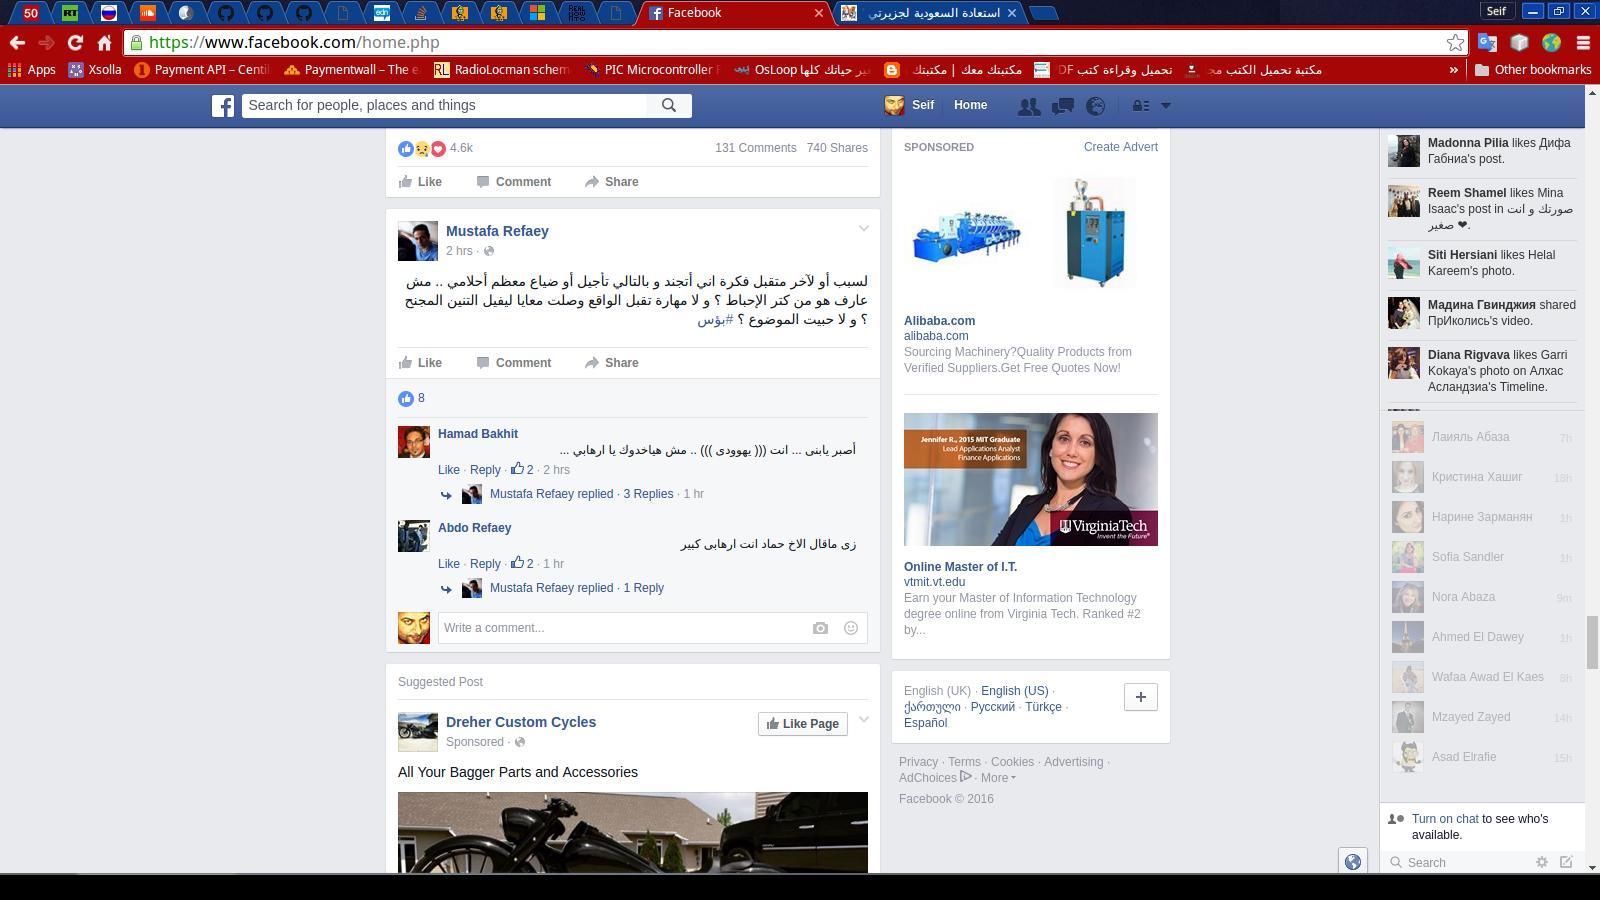 50
RT
edn
Facebook
استعادة السعودية لجزيرتي
Seif
https://www.facebook.com/home.php
Apps
Xsolla
Payment API – Centi
Paymentwall – The e
RadioLocman schem
PIC Microcontroller
OsLoop غير حياتك كلها
مكتبتك معك | مكتبتك
تحميل وقراءة كتب
مكتبة تحميل الكتب
»
Other bookmarks
Search for people, places and things
Seif
Home
4.6k
131 Comments 740 Shares
Like Comment Share
Mustafa Refaey
2 hrs ·
لسبب أو لآخر متقبل فكرة اني أتجند و بالتالي تأجيل أو ضياع معظم أحلامي .. مش
عارف هو من كتر الإحباط ؟ و لا مهارة تقبل الواقع وصلت معايا ليفيل التنين المجنح
؟ و لا حبيت الموضوع ؟ #بؤس
Like Comment Share
8
Hamad Bakhit
أصبر يابنى ... انت ((( يهوودى ))) .. مش هياخدوك يا ارهابي ...
Like · Reply · 2 · 2 hrs
Mustafa Refaey replied · 3 Replies · 1 hr
Abdo Refaey
زى ماقال الاخ حماد انت ارهابى كبير
Like · Reply · 2 · 1 hr
Mustafa Refaey replied · 1 Reply
Write a comment...
Suggested Post
Dreher Custom Cycles
Sponsored ·
Like Page
All Your Bagger Parts and Accessories
SPONSORED
Create Advert
Alibaba.com
alibaba.com
Sourcing Machinery?Quality Products from
Verified Suppliers.Get Free Quotes Now!
Jennifer R., 2015 MIT Graduate
Lead Applications Analyst
Finance Applications
VirginiaTech
Invent the Future®
Online Master of I.T.
vtmit.vt.edu
Earn your Master of Information Technology
degree online from Virginia Tech. Ranked #2
by...
English (UK) · English (US) ·
ქართული · Русский · Türkçe ·
Español
Privacy · Terms · Cookies · Advertising ·
AdChoices · More
Facebook © 2016
Madonna Pilia likes Дифа
Габниа's post.
Reem Shamel likes Mina
Isaac's post in صورتك و انت
صغير ❤.
Siti Hersiani likes Helal
Kareem's photo.
Мадина Гвинджия shared
ПрИколись's video.
Diana Rigvava likes Garri
Kokaya's photo on Алхас
Асландзиа's Timeline.
Лаияль Абаза 7h
Кристина Хашиг 18h
Нарине Зарманян 1h
Sofia Sandler 1h
Nora Abaza 9m
Ahmed El Dawey 1h
Wafaa Awad El Kaes 8h
Mzayed Zayed 14h
Asad Elrafie 15h
Turn on chat to see who's
available.
Search